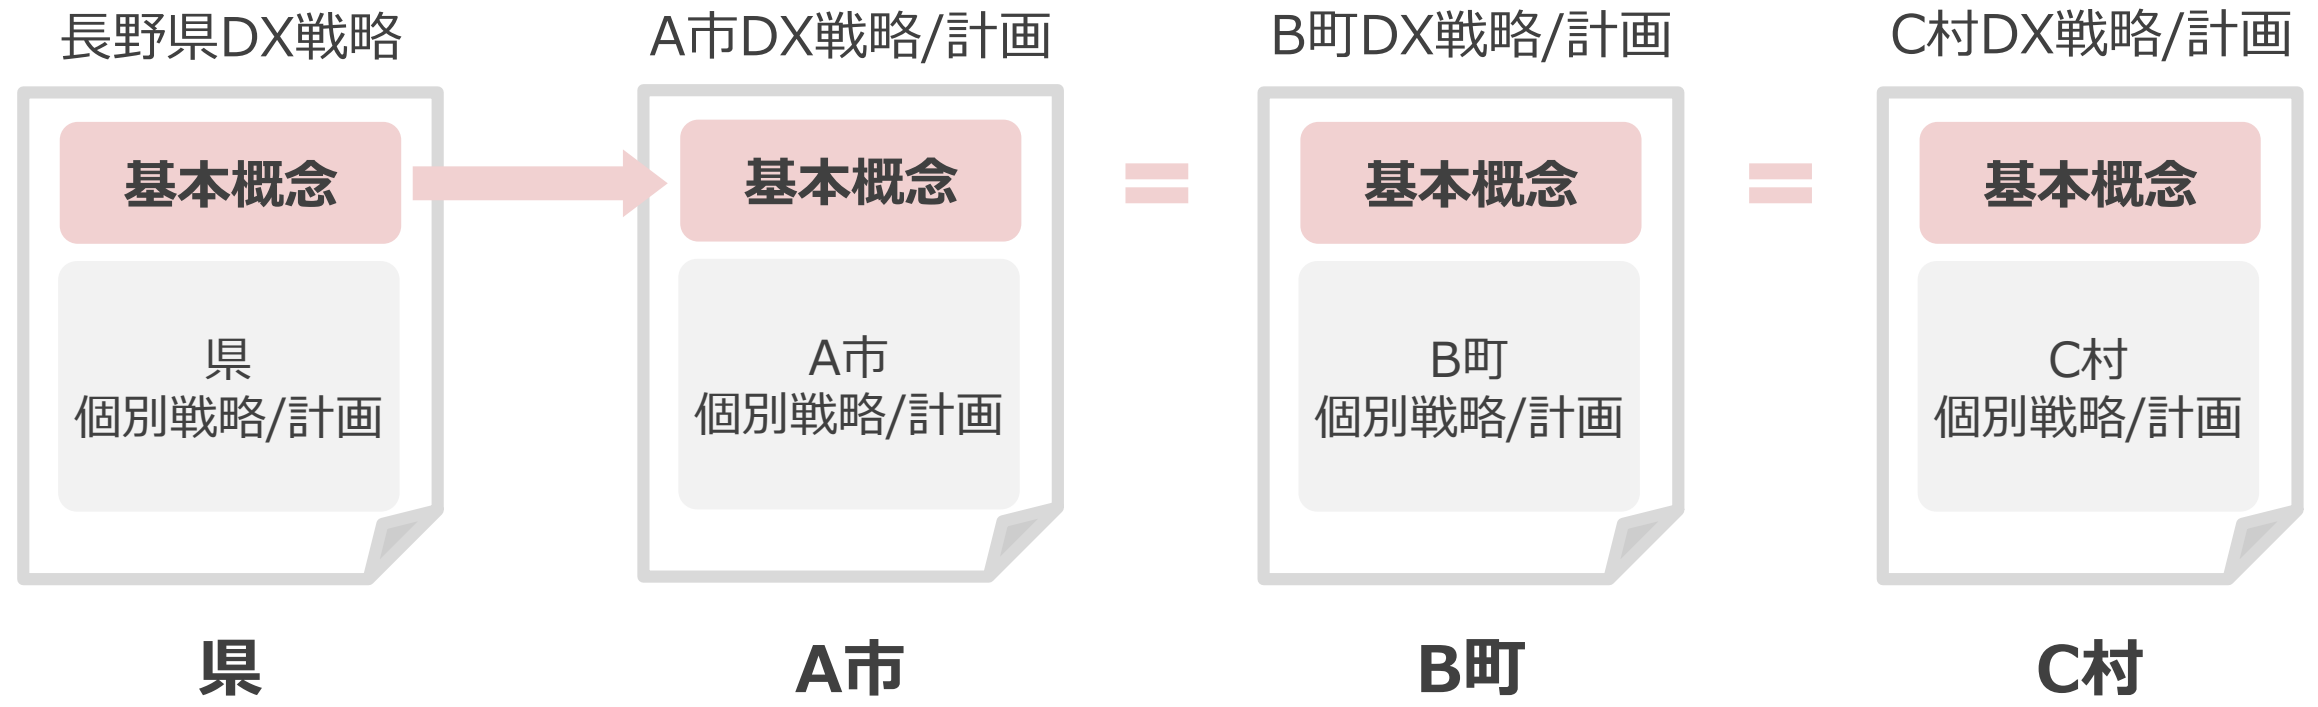 長野県DX戦略
A市DX戦略/計画
B町DX戦略/計画
C村DX戦略/計画
基本概念
基本概念
=
基本概念
=
基本概念
県
個別戦略/計画
A市
個別戦略/計画
B町
個別戦略/計画
C村
個別戦略/計画
県
A市
B町
C村